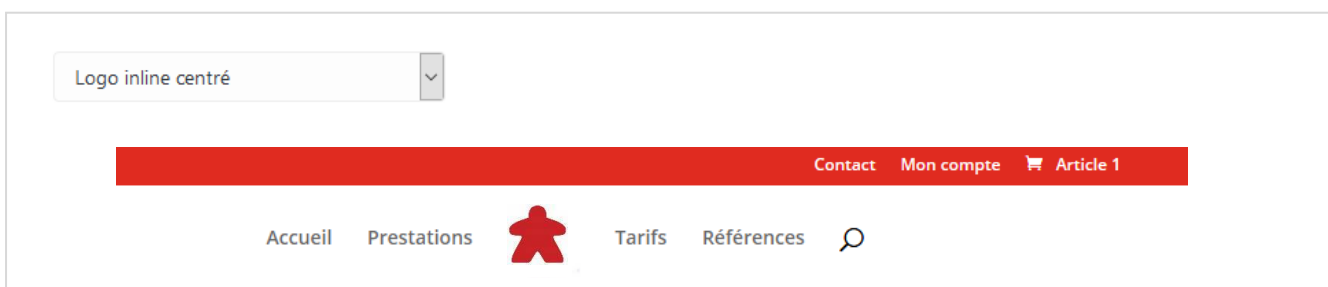 Logo inline centré
Contact Mon compte Article 1
Accueil Prestations Tarifs Références